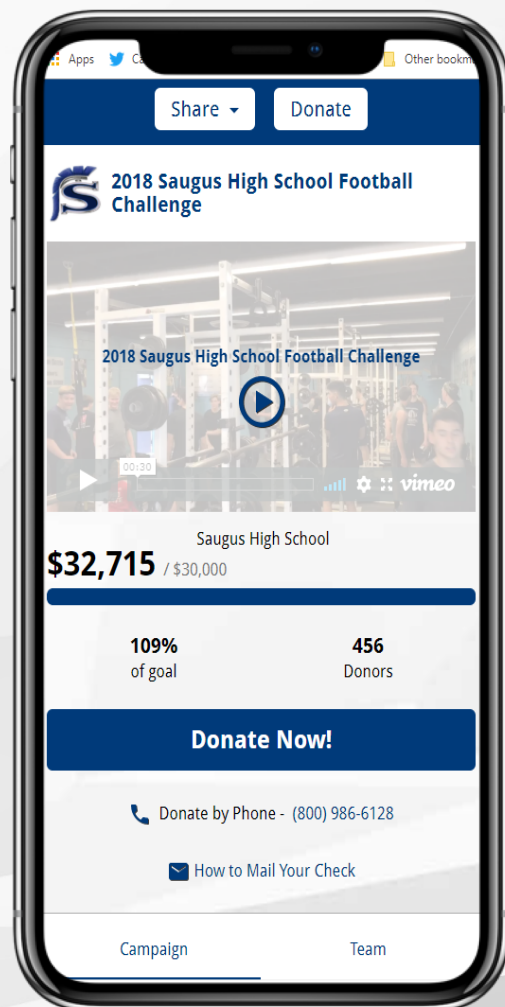 Apps
Other bookm
Share
Donate
S
2018 Saugus High School Football
Challenge
2018 Saugus High School Football Challenge
00:30
vimeo
Saugus High School
$32,715 / $30,000
109%
456
of goal
Donors
Donate Now!
Donate by Phone - (800) 986-6128
How to Mail Your Check
Campaign
Team